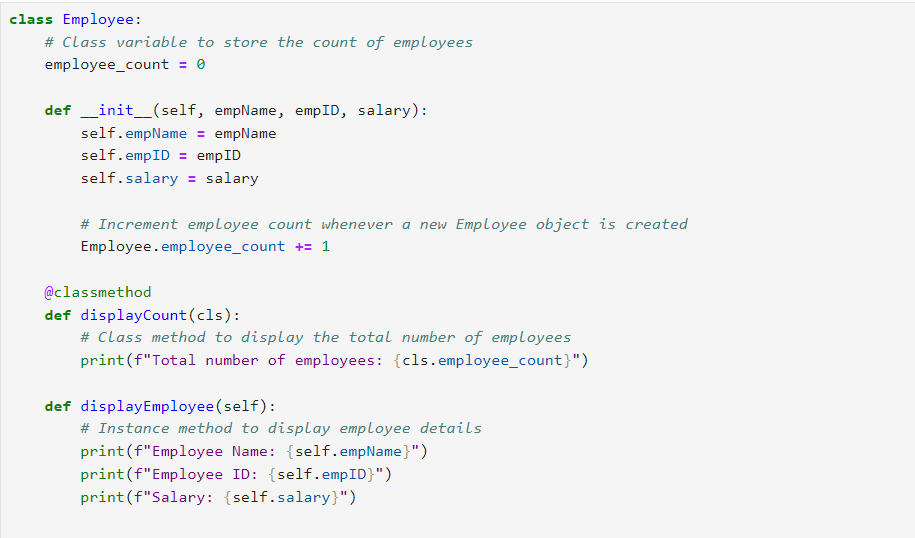 class Employee:
    # Class variable to store the count of employees
    employee_count = 0

    def __init__(self, empName, empID, salary):
        self.empName = empName
        self.empID = empID
        self.salary = salary

        # Increment employee count whenever a new Employee object is created
        Employee.employee_count += 1

    @classmethod
    def displayCount(cls):
        # Class method to display the total number of employees
        print(f"Total number of employees: {cls.employee_count}")

    def displayEmployee(self):
        # Instance method to display employee details
        print(f"Employee Name: {self.empName}")
        print(f"Employee ID: {self.empID}")
        print(f"Salary: {self.salary}")